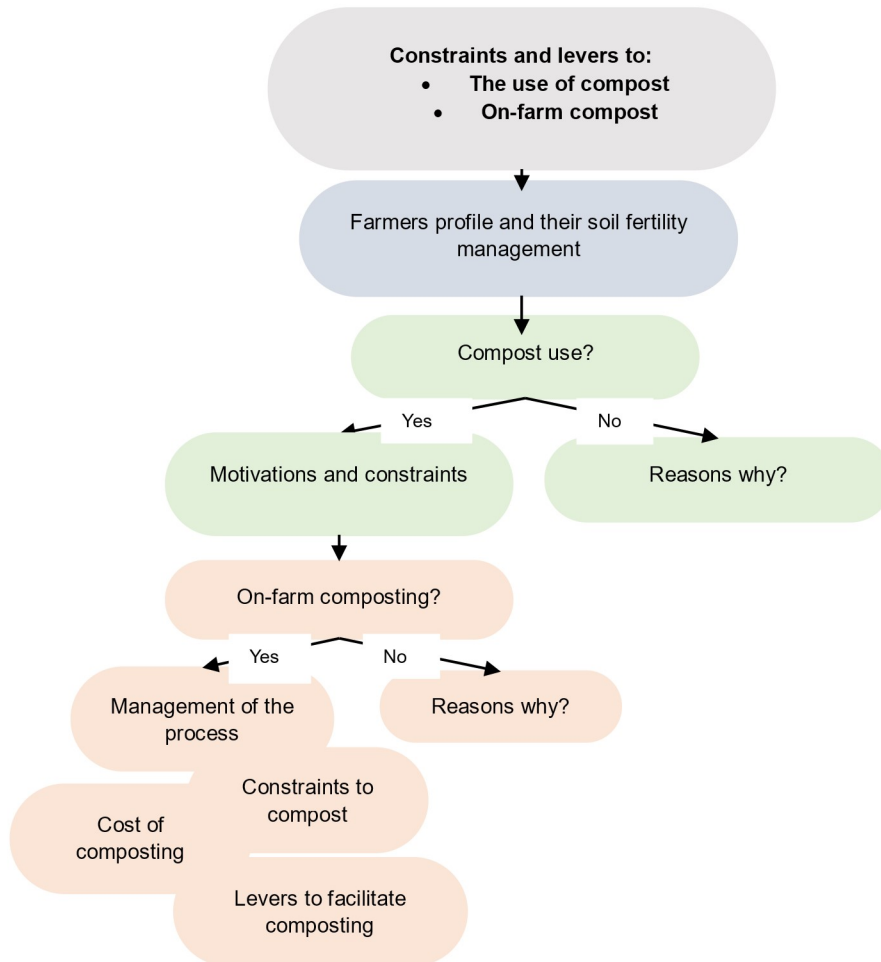 Constraints and levers to:
• The use of compost
• On-farm compost
Farmers profile and their soil fertility
management
Compost use?
Yes
No
Motivations and constraints
Reasons why?
On-farm composting?
Yes
No
Management of the
process
Reasons why?
Constraints to
compost
Cost of
composting
Levers to facilitate
composting